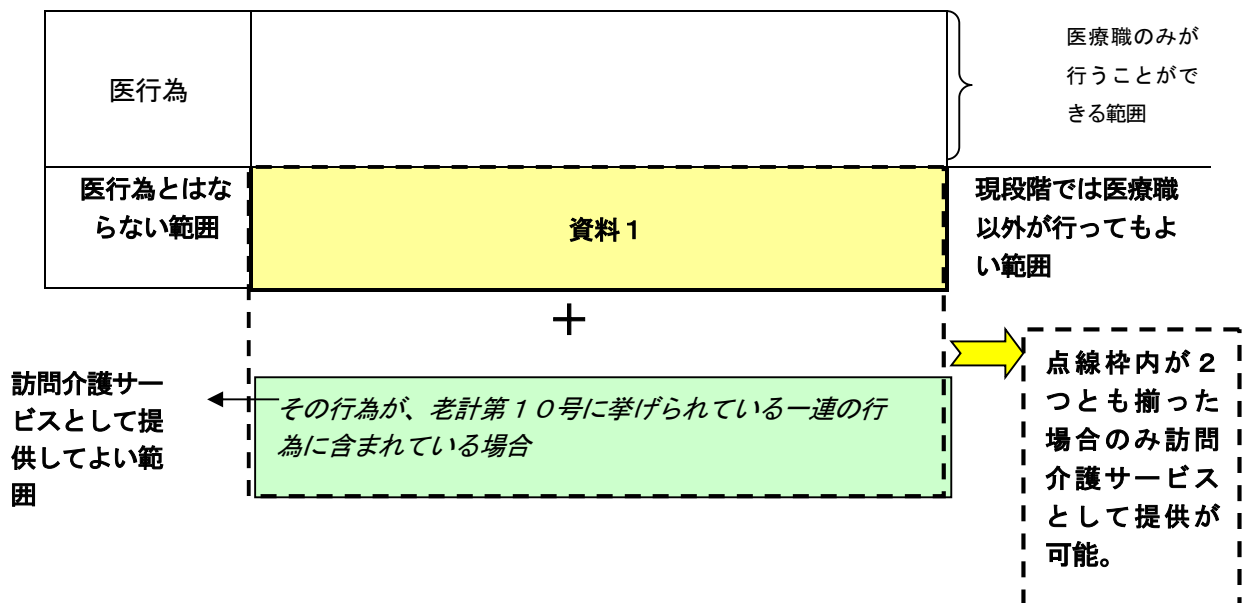 医行為
医療職のみが
行うことがで
きる範囲
医行為とはな
らない範囲
資料１
現段階では医療職
以外が行ってもよ
い範囲
＋
訪問介護サー
ビスとして提
供してよい範
囲
その行為が、老計第１０号に挙げられている一連の行
為に含まれている場合
点線枠内が２
つとも揃った
場合のみ訪問
介護サービス
として提供が
可能。